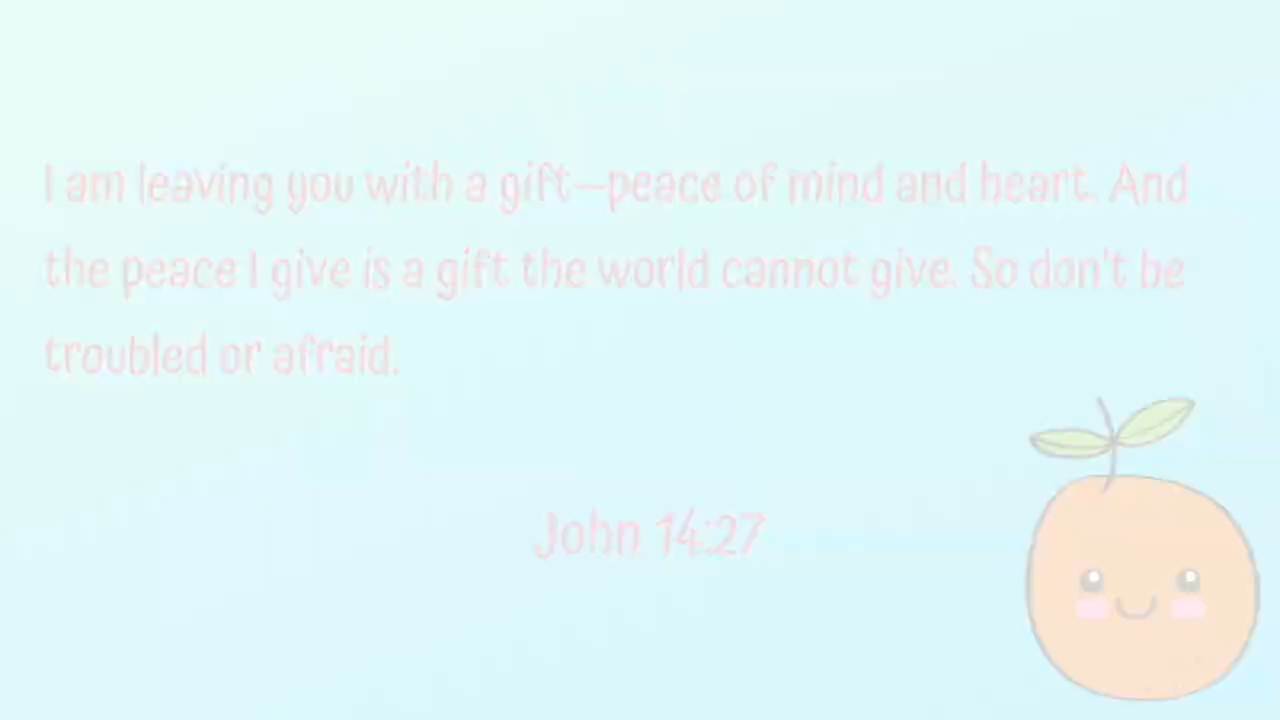 I am leaving you with a gift—peace of mind and heart. And
the peace I give is a gift the world cannot give. So don't be
troubled or afraid.
John 14:27